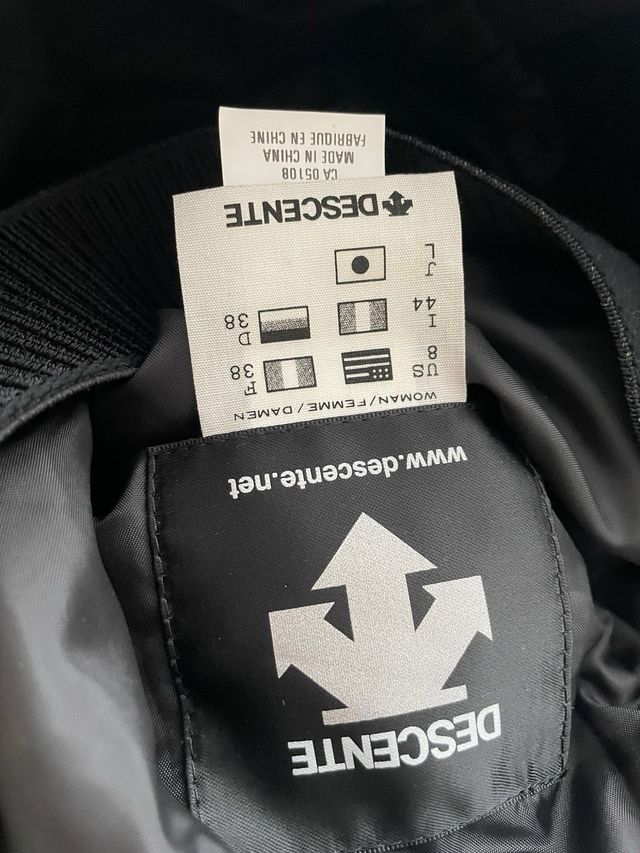 DESCENTE
www.descente.net
WOMAN/FEMME/DAMEN
US
8
F
38
I
44
D
38
J
L
DESCENTE
CA 05108
MADE IN CHINA
FABRIQUE EN CHINE